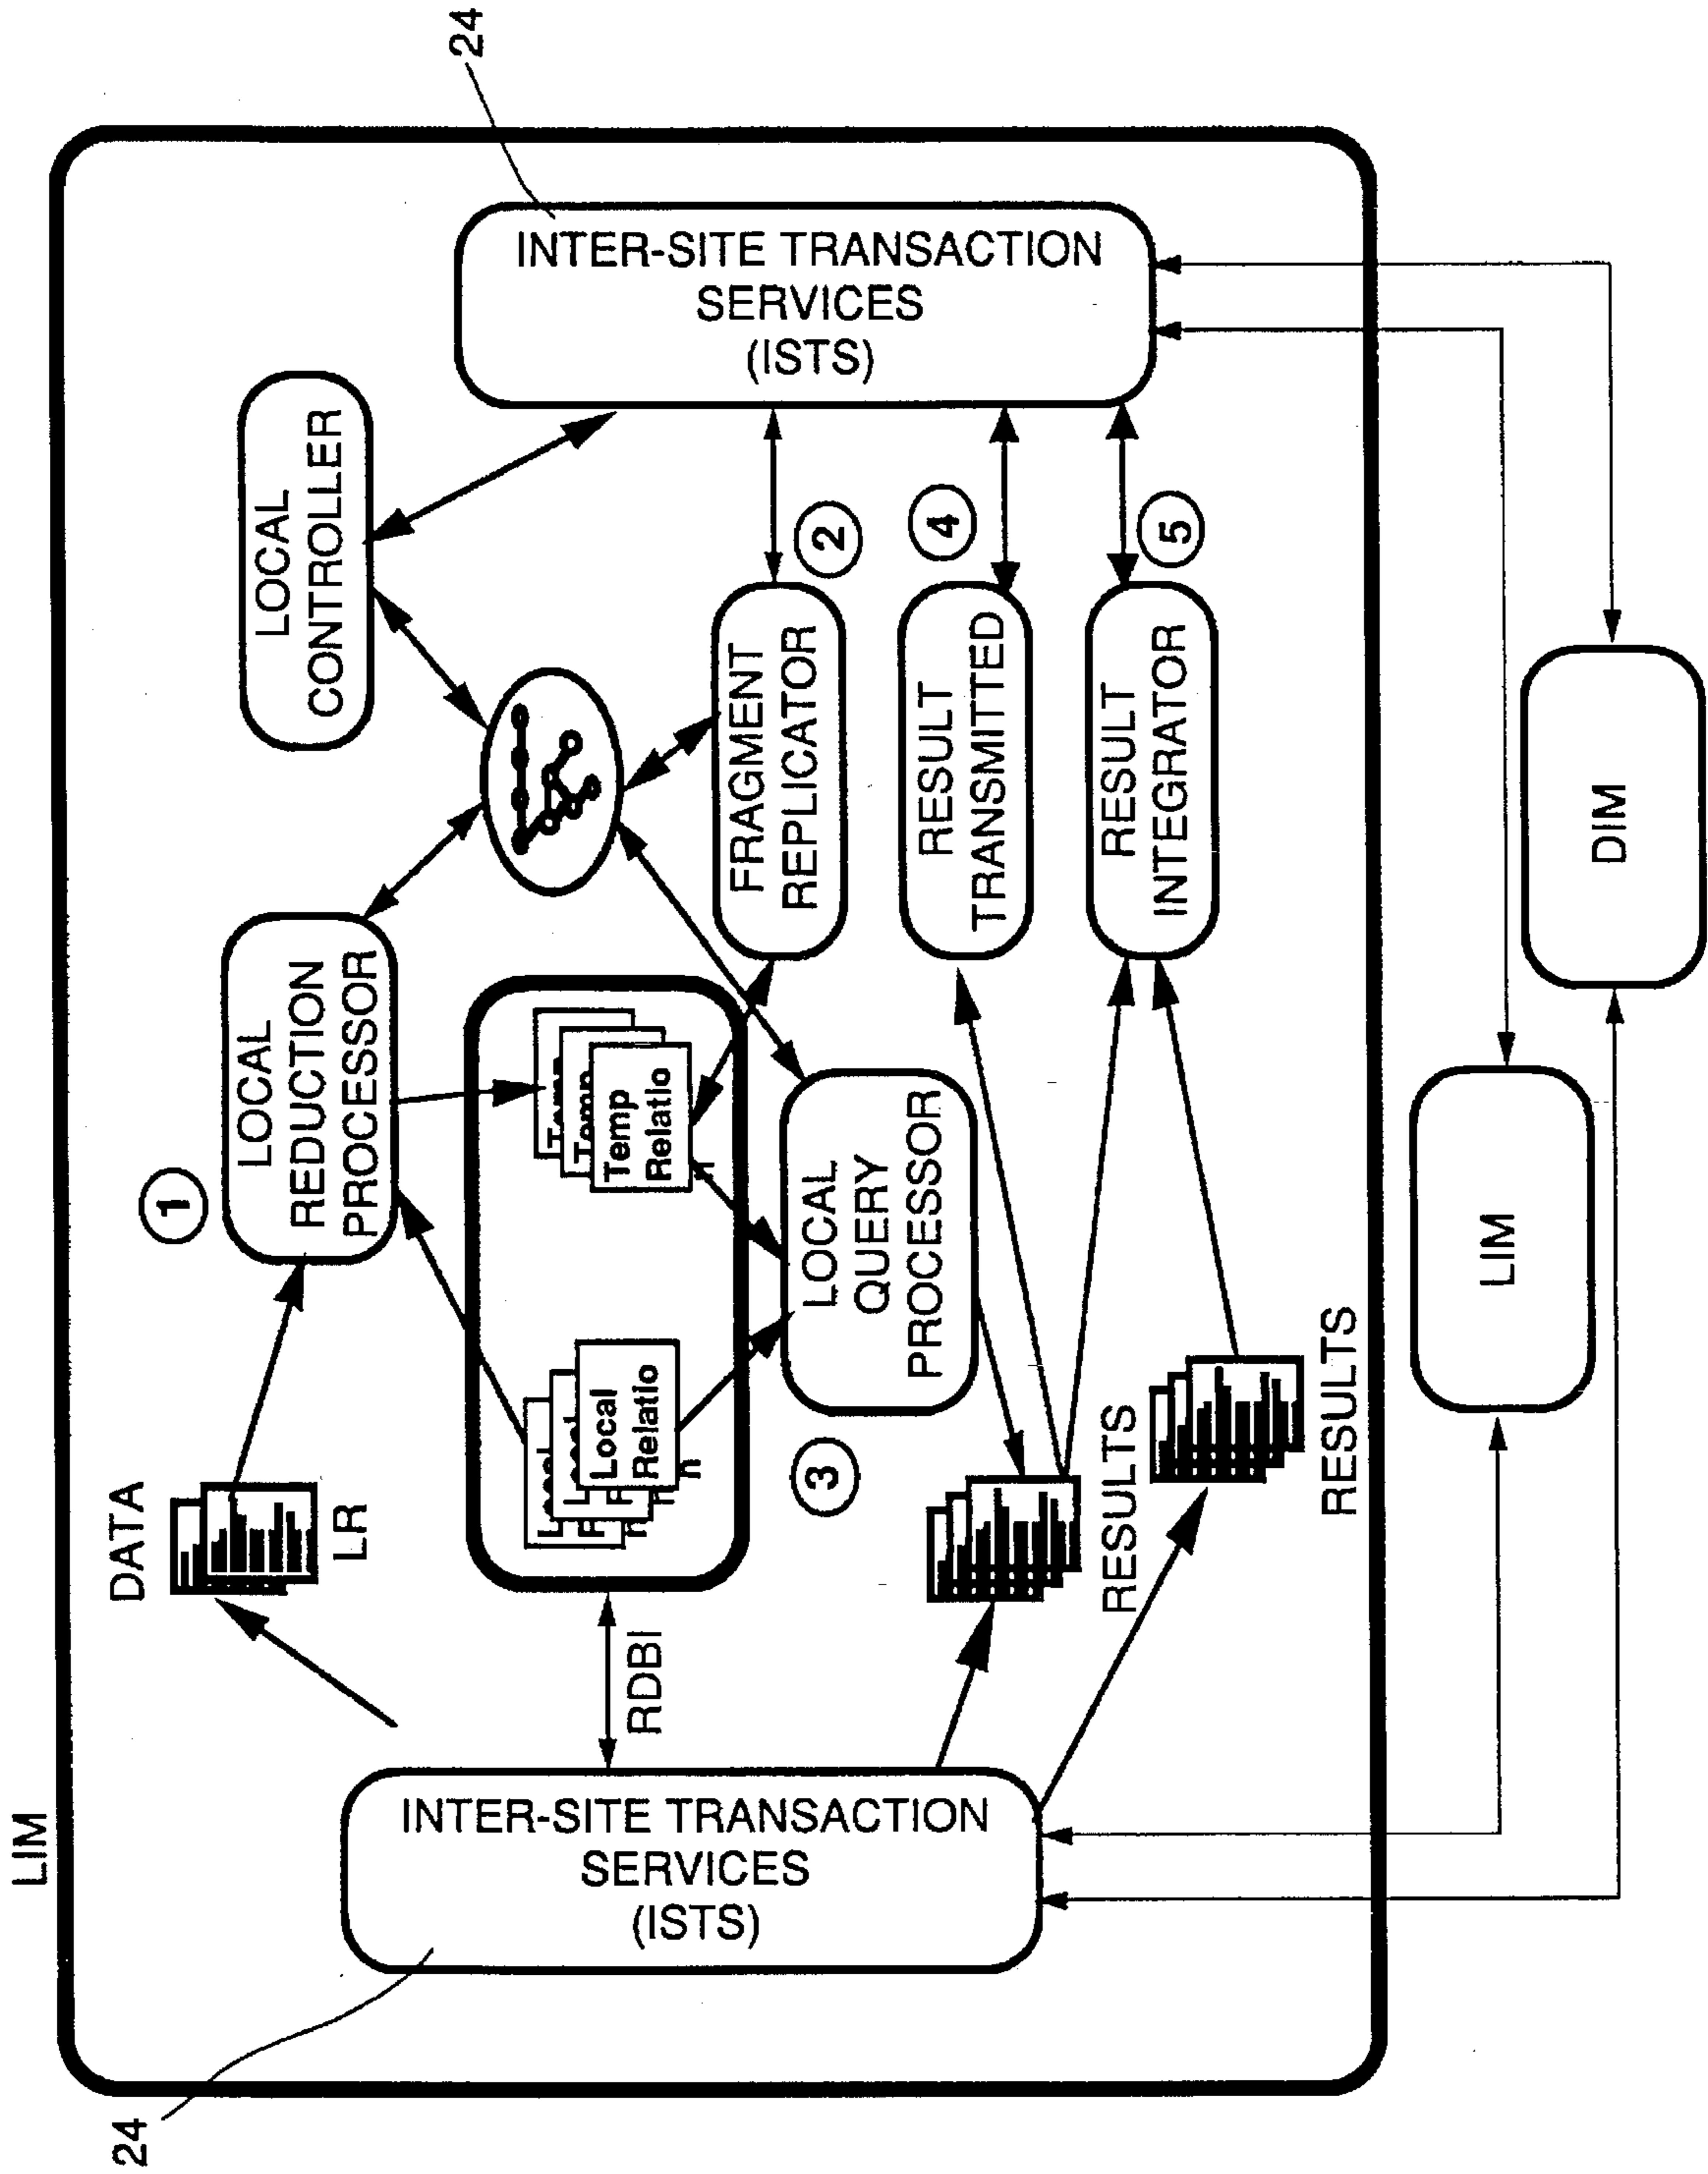 LIM
24
24
INTER-SITE TRANSACTION
SERVICES
(ISTS)
DATA
LR
RDBI
1
LOCAL
REDUCTION
PROCESSOR
LOCAL
CONTROLLER
INTER-SITE TRANSACTION
SERVICES
(ISTS)
Local
Relatio
n
Temp
Relatio
n
3
LOCAL
QUERY
PROCESSOR
FRAGMENT
REPLICATOR
2
RESULT
TRANSMITTED
4
RESULT
INTEGRATOR
5
RESULTS
RESULTS
LIM
DIM